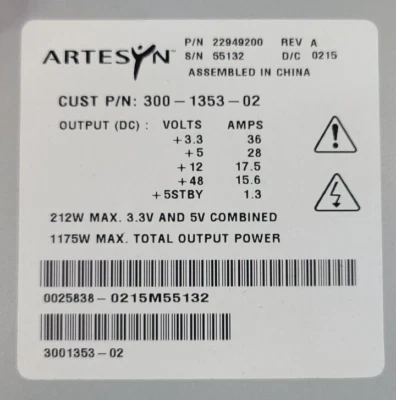 ARTESYN™
P/N 22949200 REV A
S/N 55132 D/C 0215
ASSEMBLED IN CHINA
CUST P/N: 300-1353-02
OUTPUT (DC): VOLTS AMPS
+3.3 36
+5 28
+12 17.5
+48 15.6
+5STBY 1.3
212W MAX. 3.3V AND 5V COMBINED
1175W MAX. TOTAL OUTPUT POWER
0025838-0215M55132
3001353-02